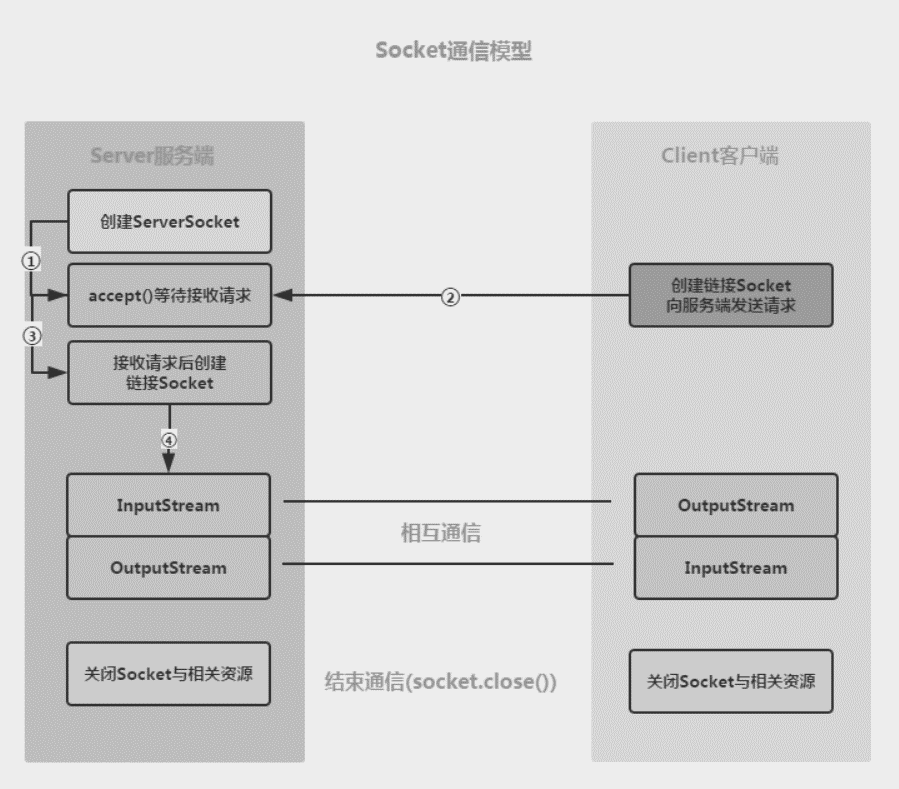 Socket通信模型
Server服务端
Client客户端
创建ServerSocket
①
accept()等待接收请求
②
创建链接Socket
向服务端发送请求
③
接收请求后创建
链接Socket
④
InputStream
OutputStream
相互通信
OutputStream
InputStream
关闭Socket与相关资源
结束通信(socket.close())
关闭Socket与相关资源